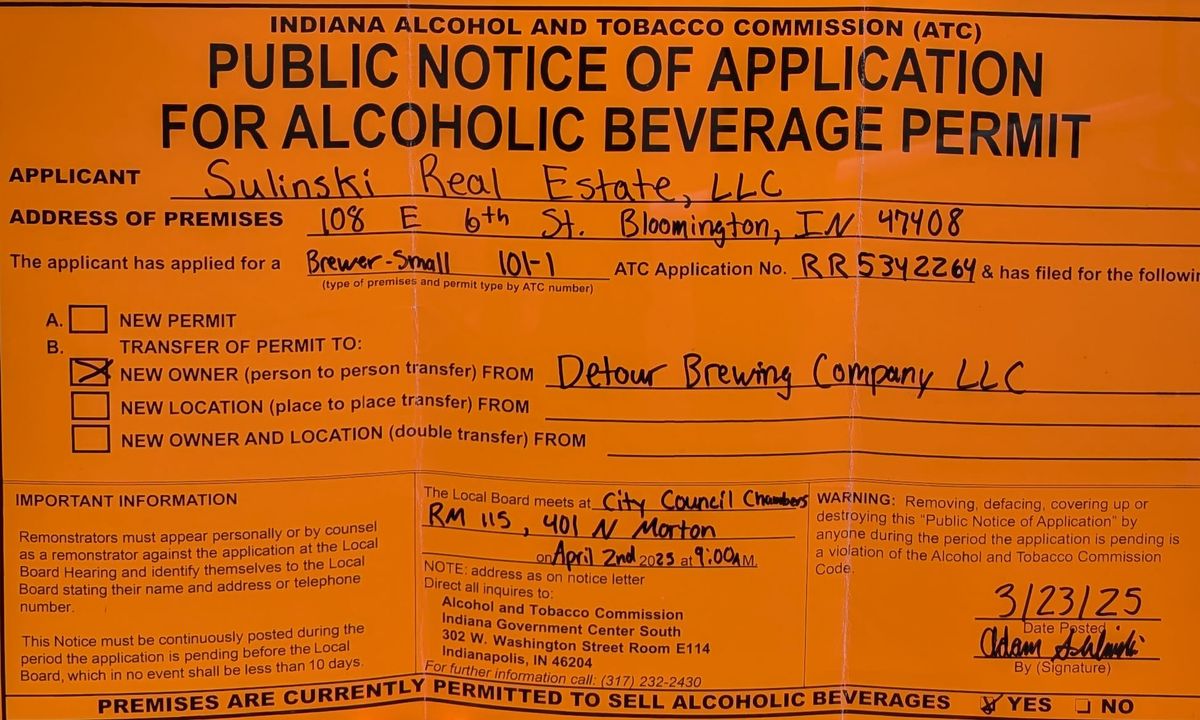 INDIANA ALCOHOL AND TOBACCO COMMISSION (ATC)
PUBLIC NOTICE OF APPLICATION
FOR ALCOHOLIC BEVERAGE PERMIT
APPLICANT Sulinski Real Estate, LLC
ADDRESS OF PREMISES 108 E 6th St. Bloomington, IN 47408
The applicant has applied for a Brewer-Small 101-1 ATC Application No. RR5342264 & has filed for the followin
(type of premises and permit type by ATC number)
A. NEW PERMIT
B. TRANSFER OF PERMIT TO:
NEW OWNER (person to person transfer) FROM Detour Brewing Company LLC
NEW LOCATION (place to place transfer) FROM
NEW OWNER AND LOCATION (double transfer) FROM
IMPORTANT INFORMATION
Remonstrators must appear personally or by counsel
as a remonstrator against the application at the Local
Board Hearing and identify themselves to the Local
Board stating their name and address or telephone
number.
This Notice must be continuously posted during the
period the application is pending before the Local
Board, which in no event shall be less than 10 days.
The Local Board meets at City Council Chambers
RM 115, 401 N Morton
on April 2nd 2025 at 9:00AM.
NOTE: address as on notice letter
Direct all inquires to:
Alcohol and Tobacco Commission
Indiana Government Center South
302 W. Washington Street Room E114
Indianapolis, IN 46204
For further information call: (317) 232-2430
WARNING: Removing, defacing, covering up or
destroying this "Public Notice of Application" by
anyone during the period the application is pending is
a violation of the Alcohol and Tobacco Commission
Code.
3/23/25
Date Posted
Adam Sulinski
By (Signature)
PREMISES ARE CURRENTLY PERMITTED TO SELL ALCOHOLIC BEVERAGES YES NO